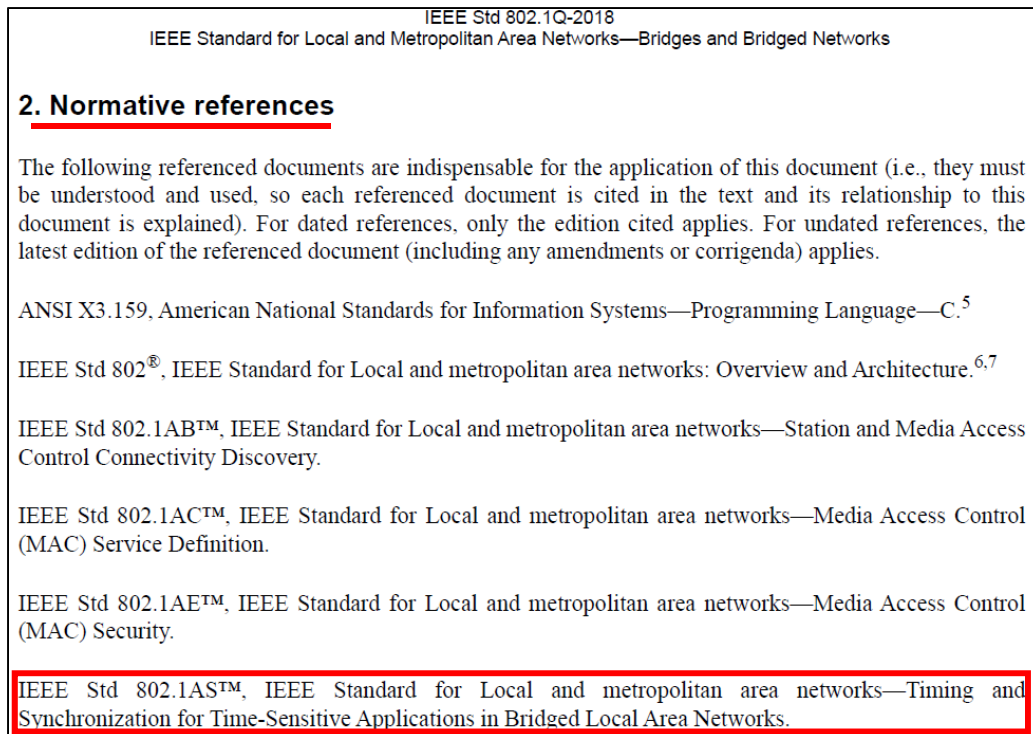 IEEE Std 802.1Q-2018
IEEE Standard for Local and Metropolitan Area Networks—Bridges and Bridged Networks
2. Normative references
The following referenced documents are indispensable for the application of this document (i.e., they must
be understood and used, so each referenced document is cited in the text and its relationship to this
document is explained). For dated references, only the edition cited applies. For undated references, the
latest edition of the referenced document (including any amendments or corrigenda) applies.
ANSI X3.159, American National Standards for Information Systems—Programming Language—C.5
IEEE Std 802®, IEEE Standard for Local and metropolitan area networks: Overview and Architecture.6,7
IEEE Std 802.1AB™, IEEE Standard for Local and metropolitan area networks—Station and Media Access
Control Connectivity Discovery.
IEEE Std 802.1AC™, IEEE Standard for Local and metropolitan area networks—Media Access Control
(MAC) Service Definition.
IEEE Std 802.1AE™, IEEE Standard for Local and metropolitan area networks—Media Access Control
(MAC) Security.
IEEE Std 802.1AS™, IEEE Standard for Local and metropolitan area networks—Timing and
Synchronization for Time-Sensitive Applications in Bridged Local Area Networks.